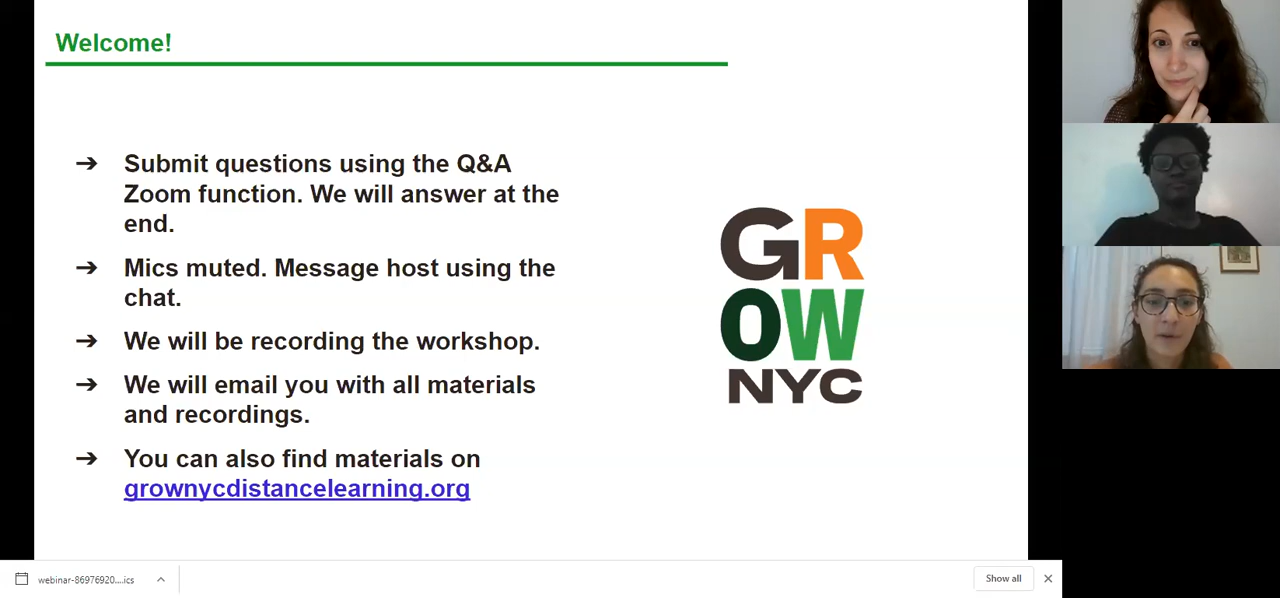 Welcome!
➔ Submit questions using the Q&A
Zoom function. We will answer at the
end.
➔ Mics muted. Message host using the
chat.
➔ We will be recording the workshop.
➔ We will email you with all materials
and recordings.
➔ You can also find materials on
grownycdistancelearning.org
GR
OW
NYC
webinar-86976920....ics
Show all